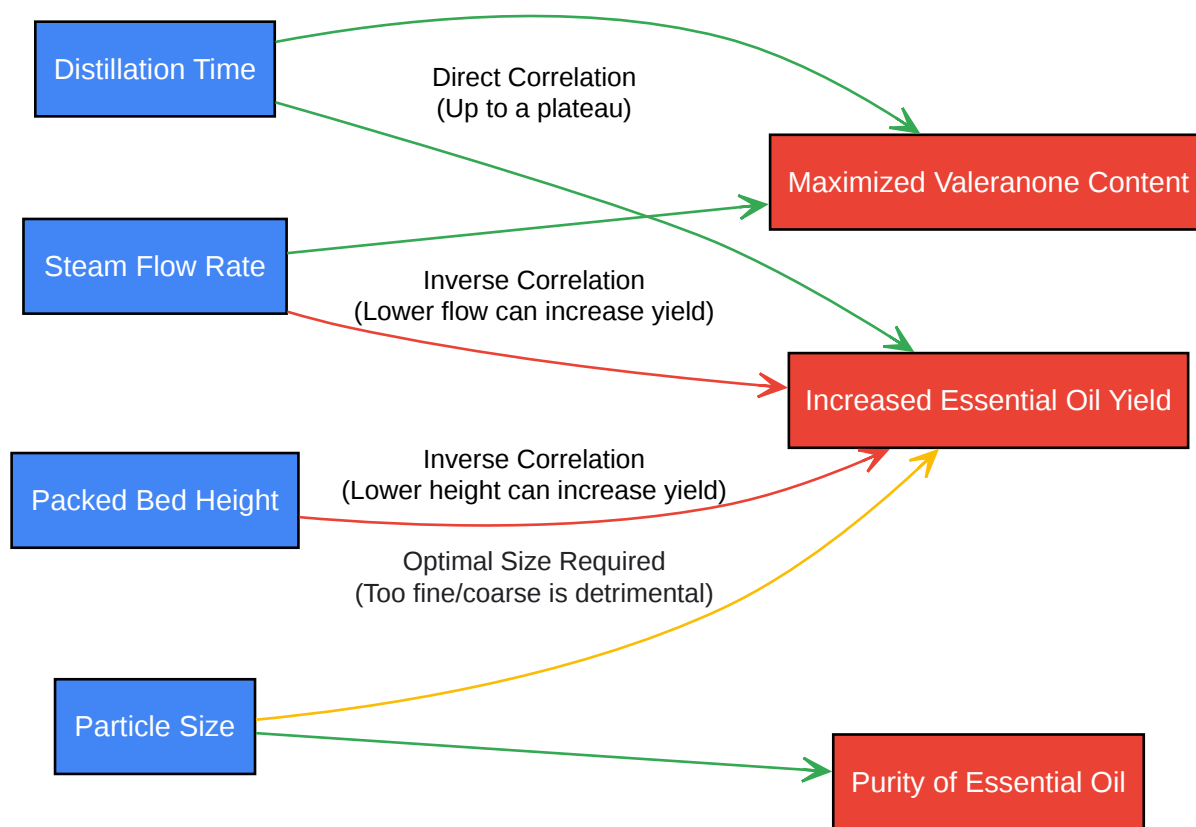 Distillation Time
Direct Correlation
(Up to a plateau)
Maximized Valeranone Content
Steam Flow Rate
Inverse Correlation
(Lower flow can increase yield)
Increased Essential Oil Yield
Packed Bed Height
Inverse Correlation
(Lower height can increase yield)
Optimal Size Required
(Too fine/coarse is detrimental)
Particle Size
Purity of Essential Oil